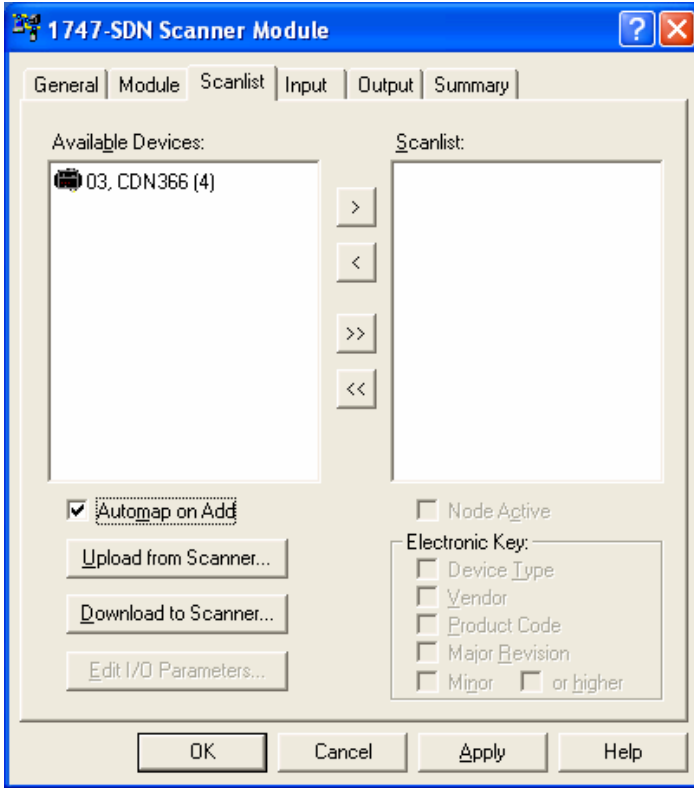 1747-SDN Scanner Module
General Module Scanlist Input Output Summary
Available Devices: Scanlist:
03, CDN366 (4)
>
<
>>
<<
Automap on Add Node Active
Upload from Scanner... Electronic Key:
Device Type
Vendor
Download to Scanner... Product Code
Major Revision
Edit I/O Parameters... Minor or higher
OK Cancel Apply Help